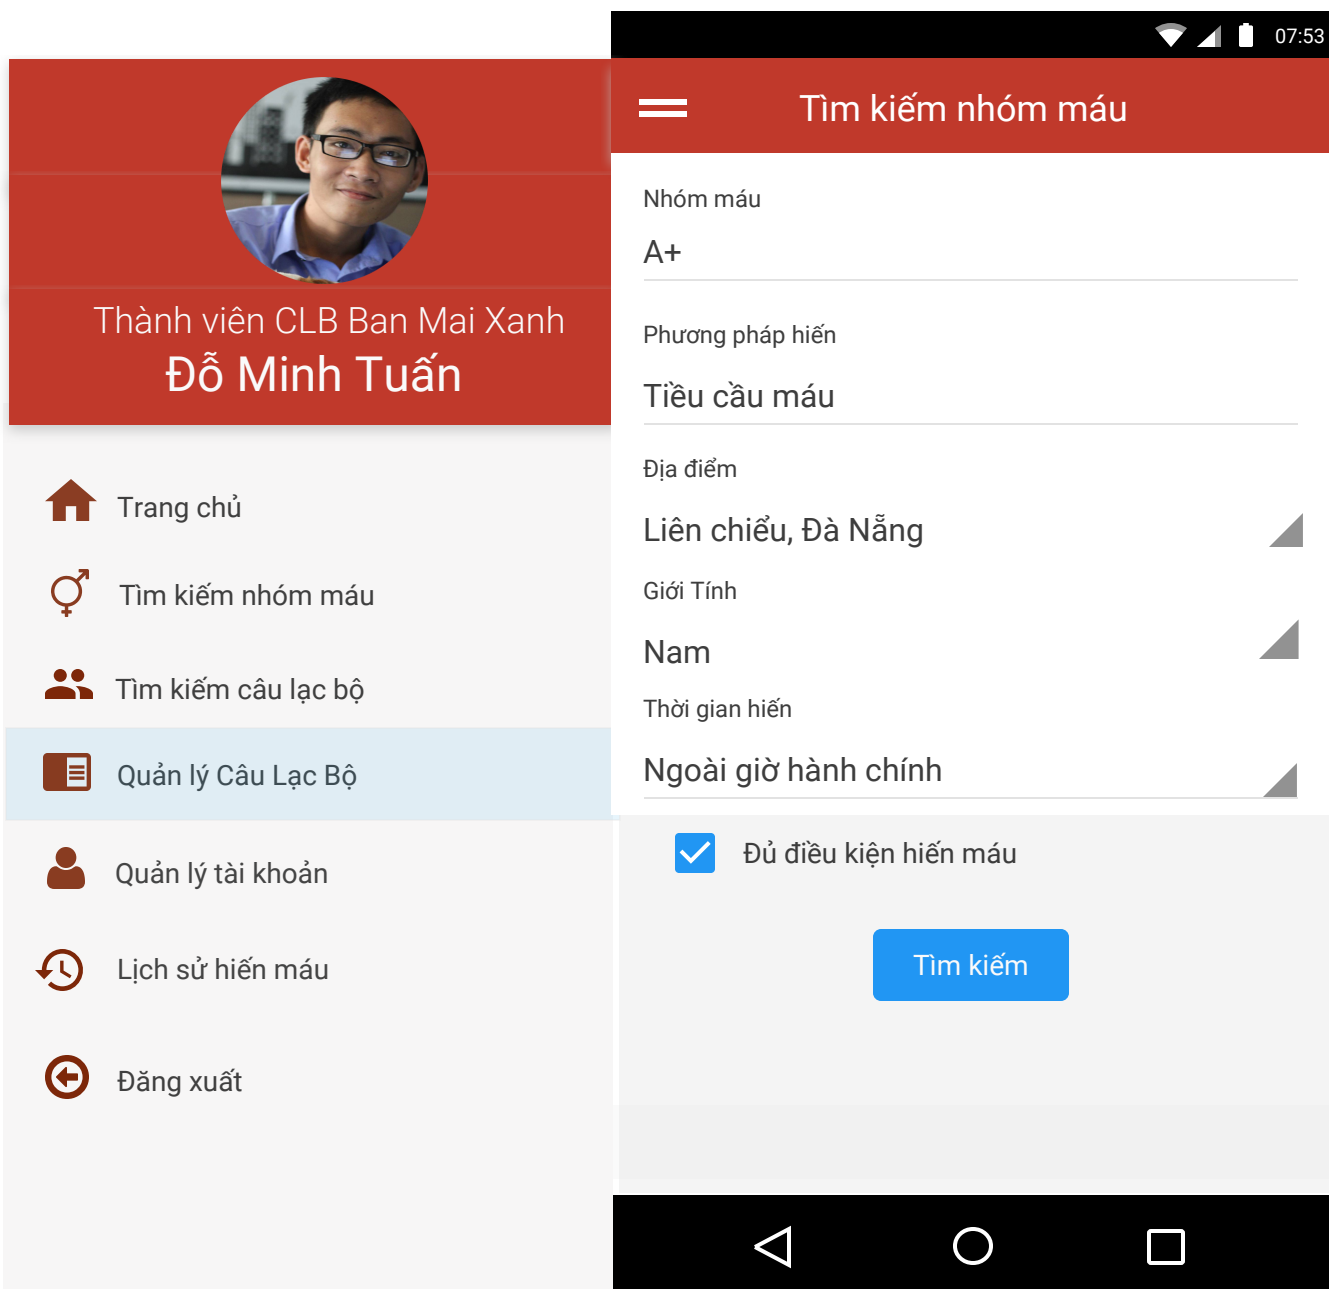 Thành viên CLB Ban Mai Xanh
Đỗ Minh Tuấn
Trang chủ
Tìm kiếm nhóm máu
Tìm kiếm câu lạc bộ
Quản lý Câu Lạc Bộ
Quản lý tài khoản
Lịch sử hiến máu
Đăng xuất
07:53
Tìm kiếm nhóm máu
Nhóm máu
A+
Phương pháp hiến
Tiều cầu máu
Địa điểm
Liên chiểu, Đà Nẵng
Giới Tính
Nam
Thời gian hiến
Ngoài giờ hành chính
Đủ điều kiện hiến máu
Tìm kiếm